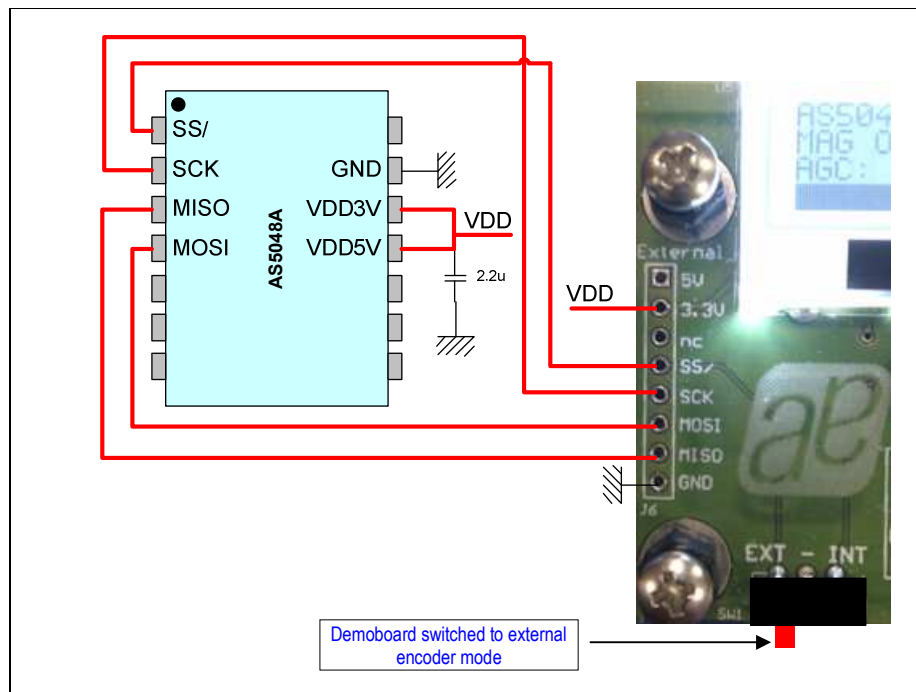 SS/
SCK
MISO
MOSI
GND
VDD3V
VDD5V
AS5048A
VDD
2.2u
VDD
AS504
MAG
AGC:
External
5V
3.3V
nc
SS/
SCK
MOSI
MISO
GND
J6
EXT - INT
SW1
ae
Demoboard switched to external
encoder mode